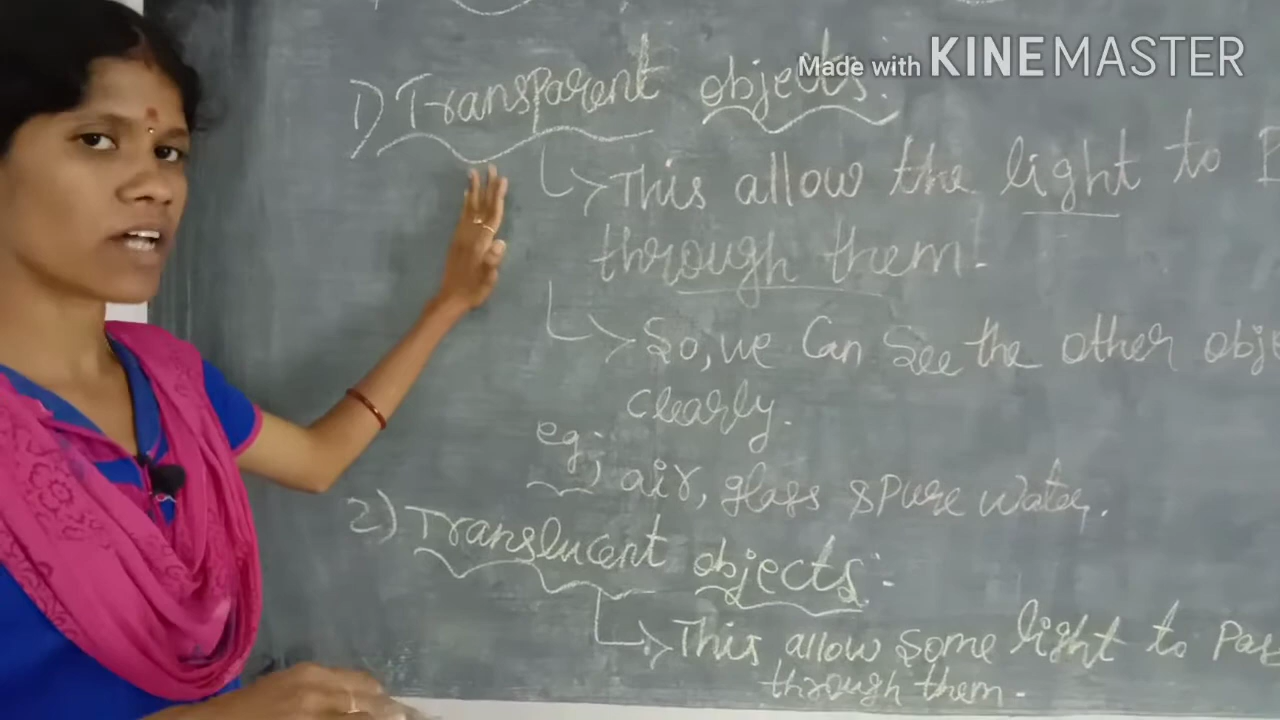 Made with KINEMASTER
1) Transparent objects:
This allow the light to
through them.
So, we can see the other obje
clearly.
eg; air, glass & pure water.
2) Translucent objects:-
This allow some light to pas
through them.